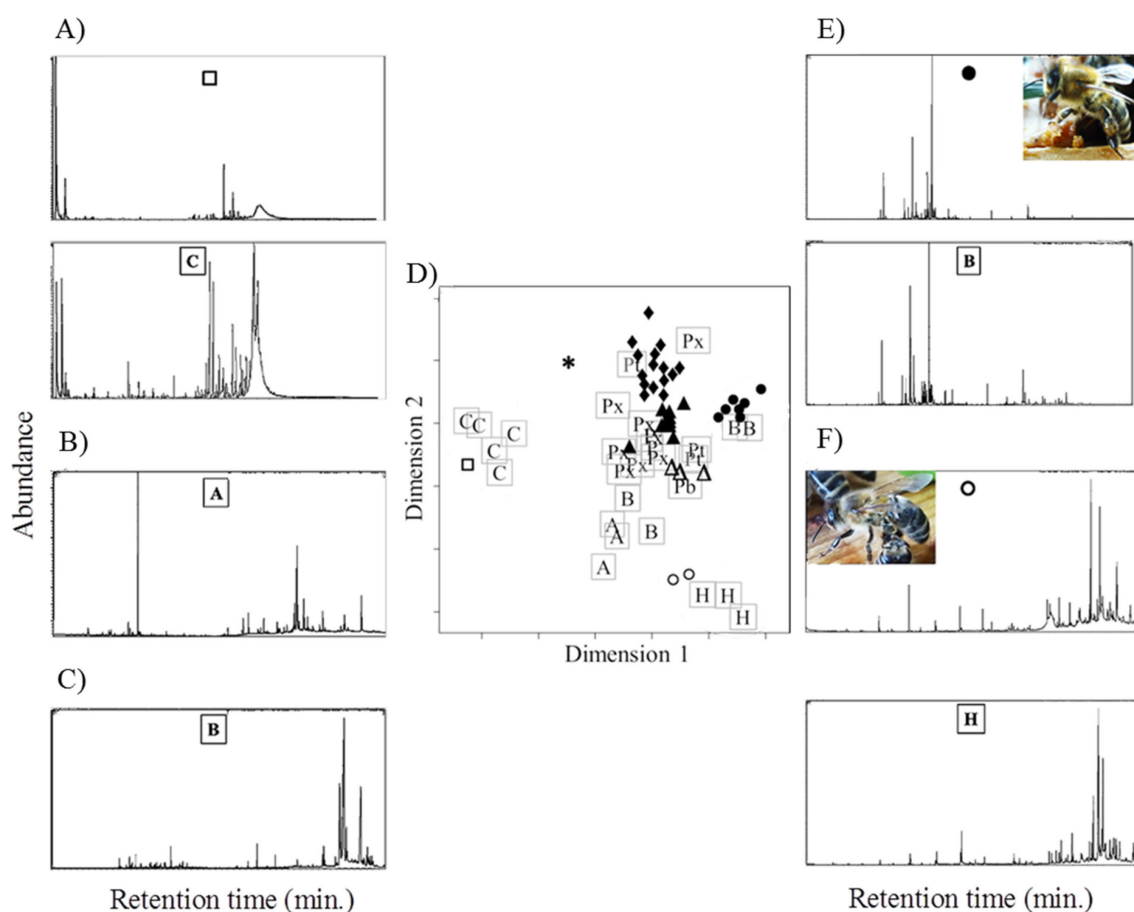 A)
C
B)
A
C)
B
Abundance
Retention time (min.)
D)
Px
Pt
Px
C C C
Px
B B
C
Px
Px
Pt
Px
Px
Pt
C
Px
Pb
B
A
B
A
A
H H
H
Dimension 2
Dimension 1
E)
B
F)
H
Retention time (min.)